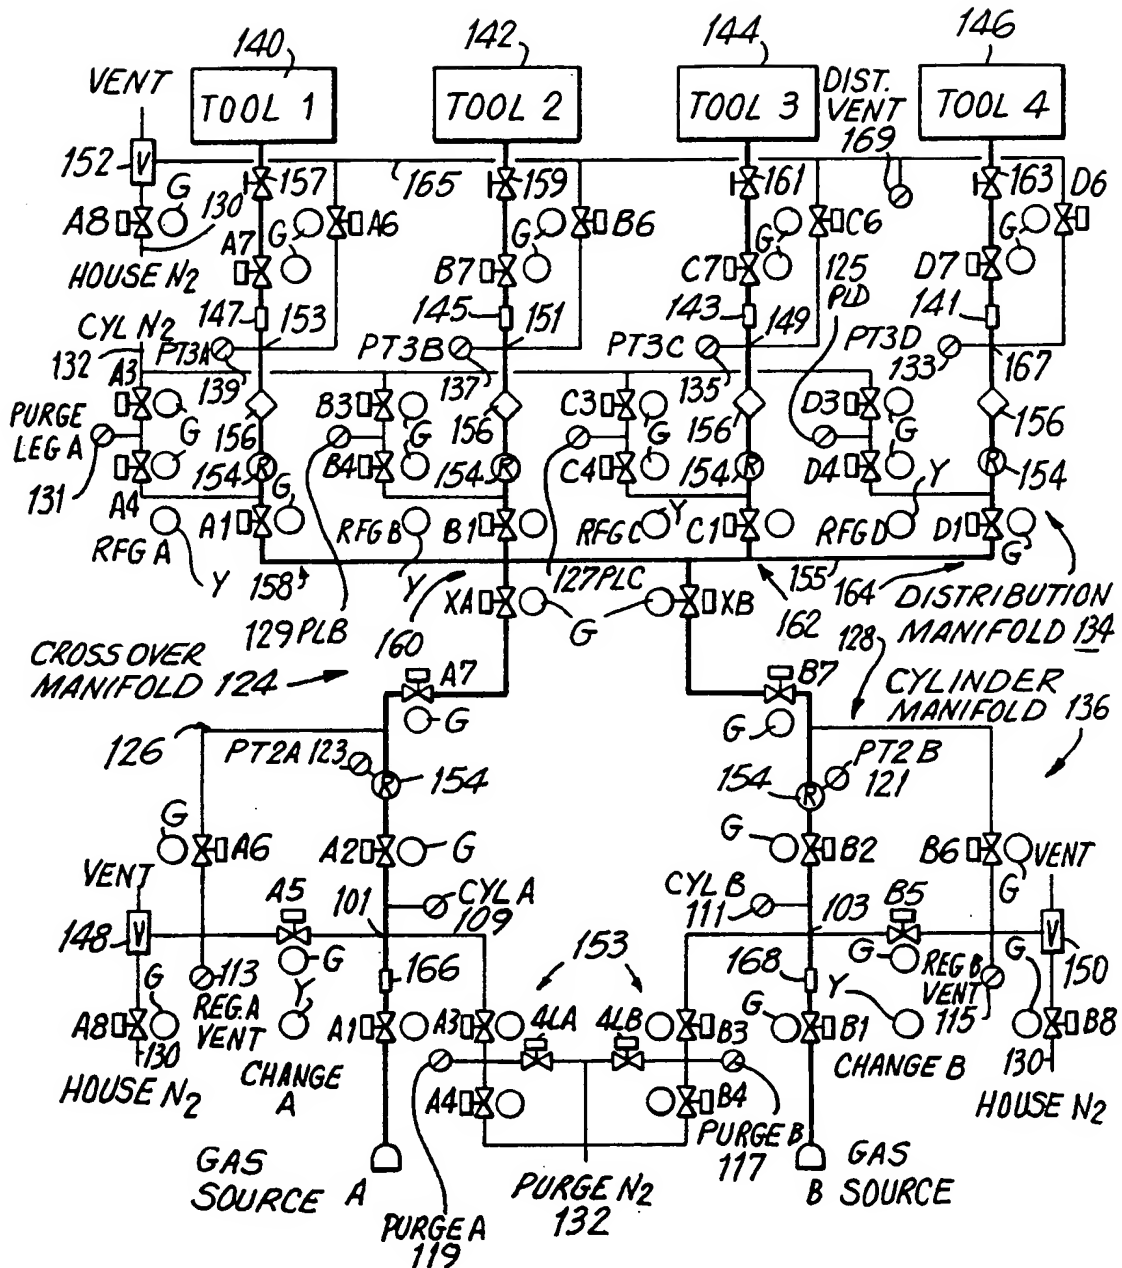 140 142 144 146
VENT
TOOL 1 TOOL 2 TOOL 3 TOOL 4
DIST.
VENT
169
152 V
165
157 159 161 163
A8 G 130 G A6 G B6 G C6 G D6
HOUSE N2
A7 B7 C7 D7
125
PLD
CYL N2
132
147 153 145 151 143 149 141 167
PT3A PT3B PT3C PT3D
139 137 135 133
A3 B3 C3 D3
PURGE
LEG A
G G G G
156 156 156 156
131
154 R 154 R 154 R R 154
A4 B4 C4 D4
G Y
A1 B1 C1 D1 G
RFG A RFG B RFG C Y RFG D
Y Y
158 155
129 PLB 160 127 PLC 162 164
XA G XB
DISTRIBUTION
MANIFOLD 134
CROSS OVER
MANIFOLD 124
128
A7 B7
G G
CYLINDER
MANIFOLD 136
126
PT2A 123 R 154
154 R PT2B
121
G A6 A2 G
G B2 B6 G
VENT VENT
A5 101 CYL A
109
CYL B
111 103 B5
148 V V 150
G 113
REG. A
VENT
G Y 166
153
168 Y G REG B
VENT
115 G
A8 A1 A3 4LA 4LB B3 G B1 B8
130 130
HOUSE N2 HOUSE N2
CHANGE
A
CHANGE B
A4 B4
PURGE B
117
GAS
SOURCE A
PURGE N2
132
GAS
B SOURCE
PURGE A
119